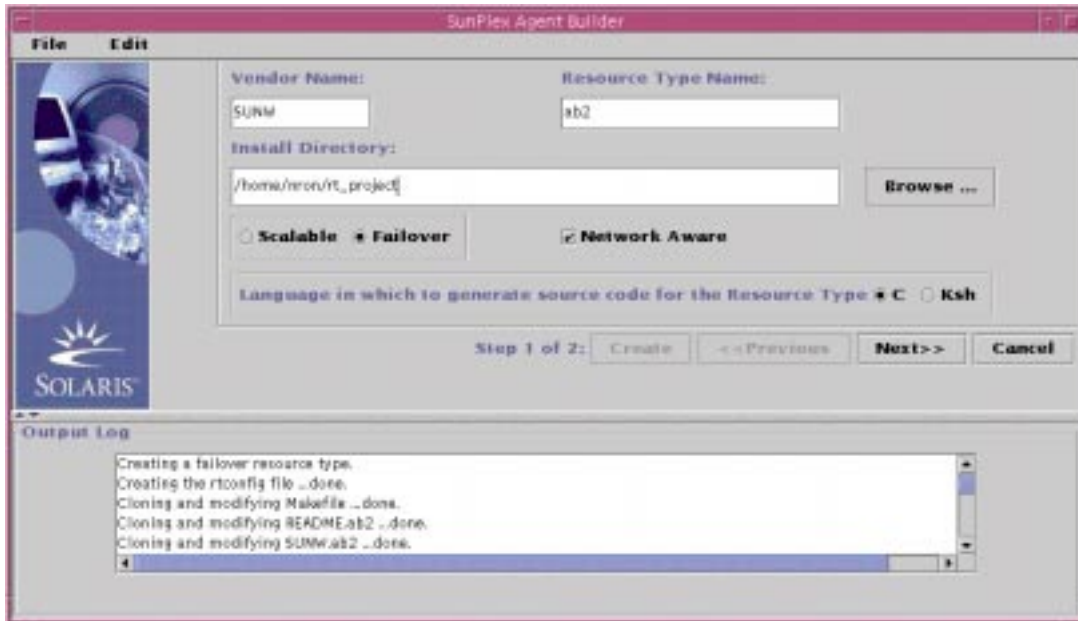 SunPlex Agent Builder
File Edit
Vendor Name: Resource Type Name:
SUNW ab2
Install Directory:
/home/nron/rt_project Browse ...
Scalable Failover Network Aware
Language in which to generate source code for the Resource Type C Ksh
Step 1 of 2: Create <<Previous Next>> Cancel
SOLARIS™
Output Log
Creating a failover resource type.
Creating the rtconfig file ...done.
Cloning and modifying Makefile ...done.
Cloning and modifying README.ab2 ...done.
Cloning and modifying SUNW.ab2 ...done.